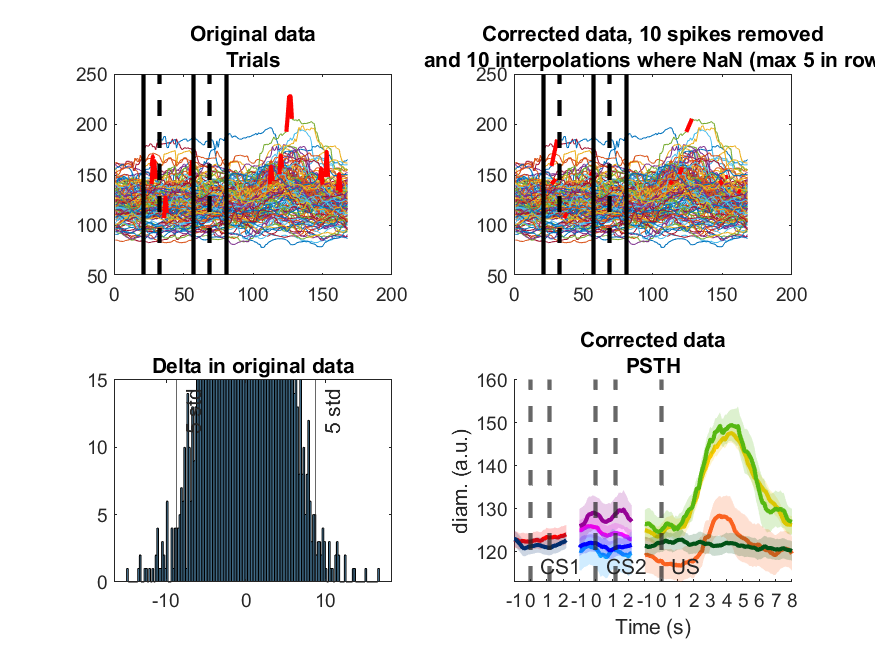 Original data
Trials
250
200
150
100
50
0 50 100 150 200
Corrected data, 10 spikes removed
and 10 interpolations where NaN (max 5 in row
250
200
150
100
50
0 50 100 150 200
Delta in original data
15
10
5
0
-10 0 10
5 std
5 std
Corrected data
PSTH
160
150
140
130
120
diam. (a.u.)
CS1 CS2 US
-1 0 1 2 -1 0 1 2 -1 0 1 2 3 4 5 6 7 8
Time (s)